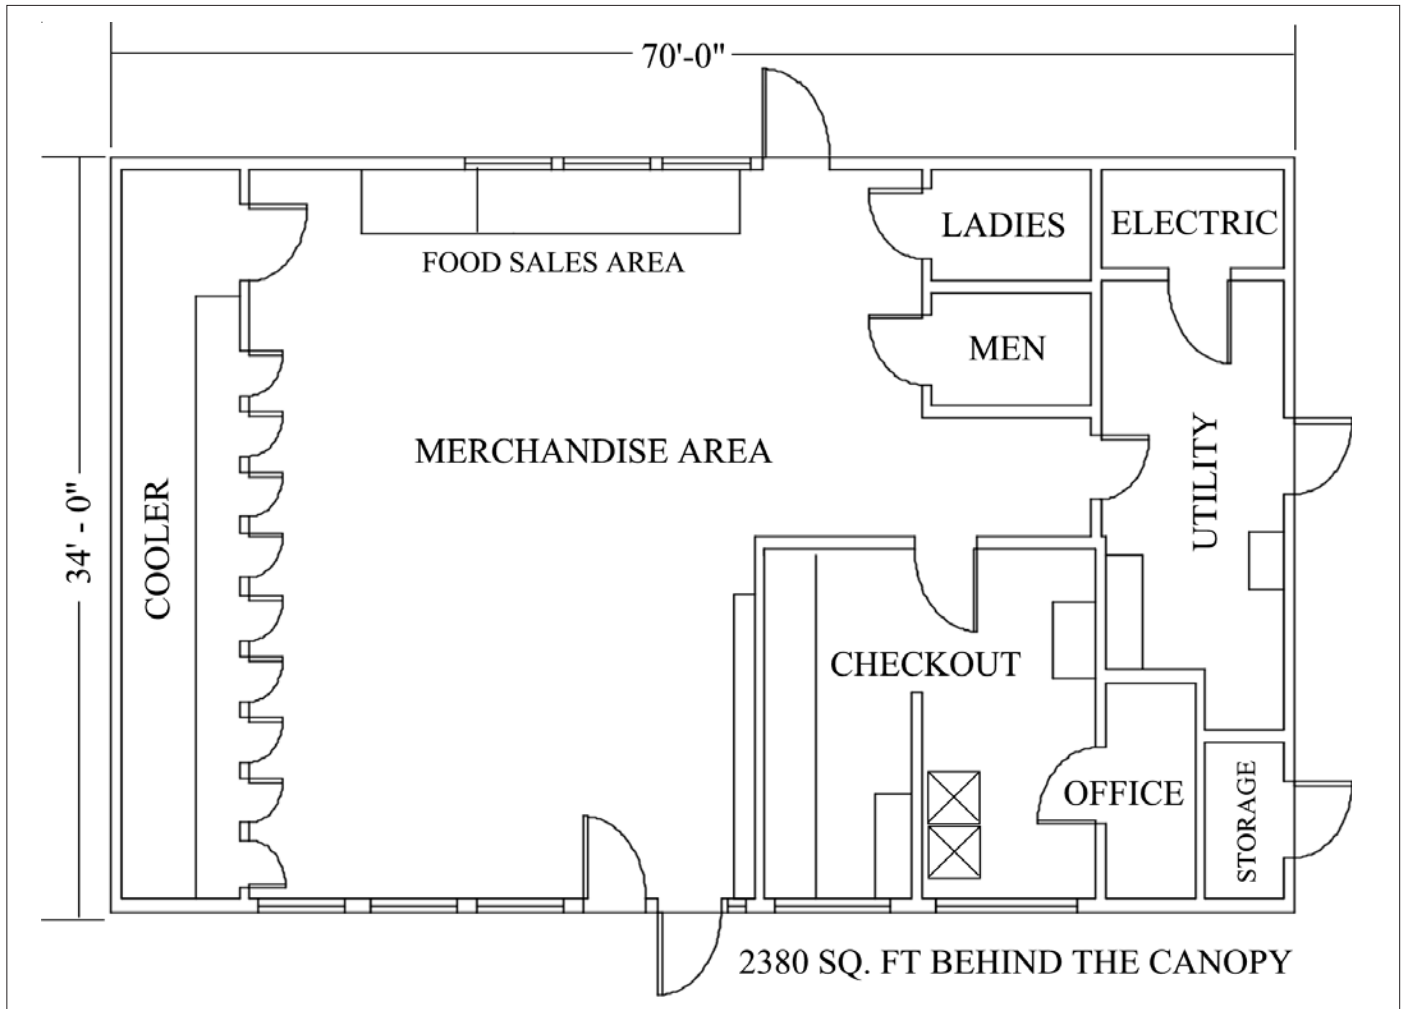 70'-0"
LADIES
ELECTRIC
FOOD SALES AREA
MEN
MERCHANDISE AREA
UTILITY
34' - 0"
COOLER
CHECKOUT
OFFICE
STORAGE
2380 SQ. FT BEHIND THE CANOPY